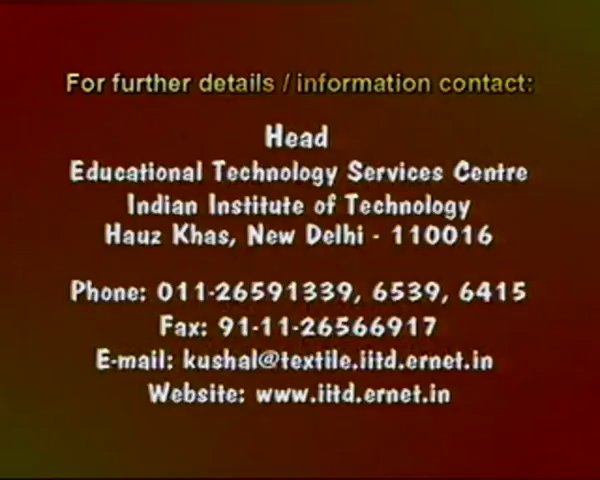 For further details / information contact:
Head
Educational Technology Services Centre
Indian Institute of Technology
Hauz Khas, New Delhi - 110016
Phone: 011-26591339, 6539, 6415
Fax: 91-11-26566917
E-mail: kushal@textile.iitd.ernet.in
Website: www.iitd.ernet.in